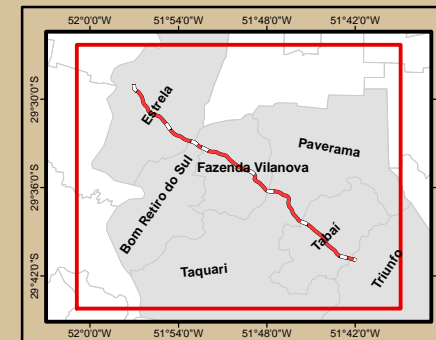 52°0'0"W 51°54'0"W 51°48'0"W 51°42'0"W
29°30'0"S
Estrela
Paverama
Fazenda Vilanova
29°36'0"S
Bom Retiro do Sul
Tabaí
Taquari
Triunfo
29°42'0"S
52°0'0"W 51°54'0"W 51°48'0"W 51°42'0"W